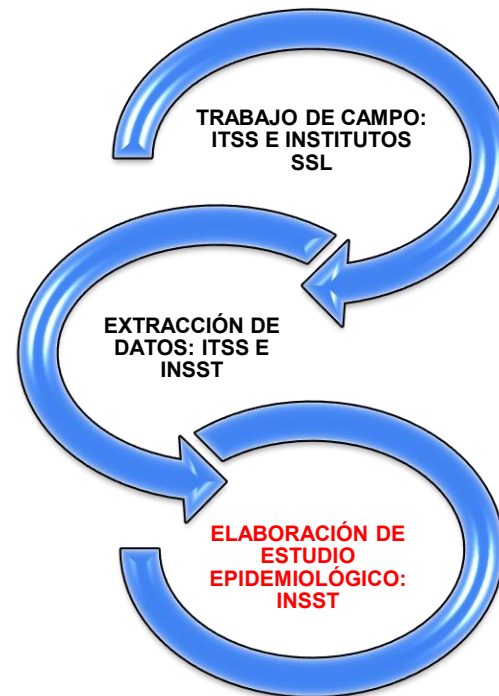 TRABAJO DE CAMPO:
ITSS E INSTITUTOS
SSL
EXTRACCIÓN DE
DATOS: ITSS E
INSST
ELABORACIÓN DE
ESTUDIO
EPIDEMIOLÓGICO:
INSST